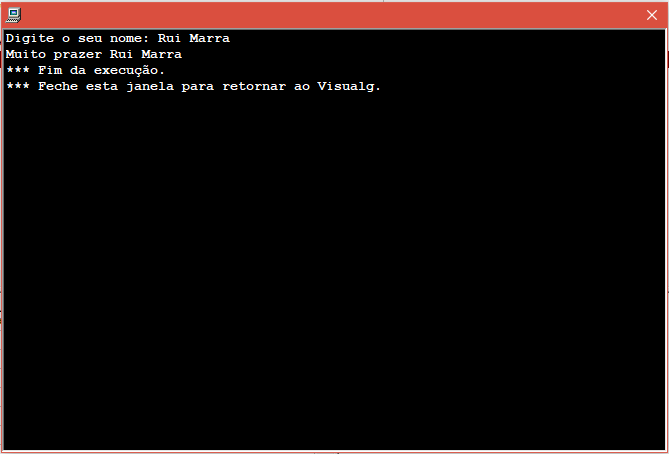 Digite o seu nome: Rui Marra
Muito prazer Rui Marra
*** Fim da execução.
*** Feche esta janela para retornar ao Visualg.